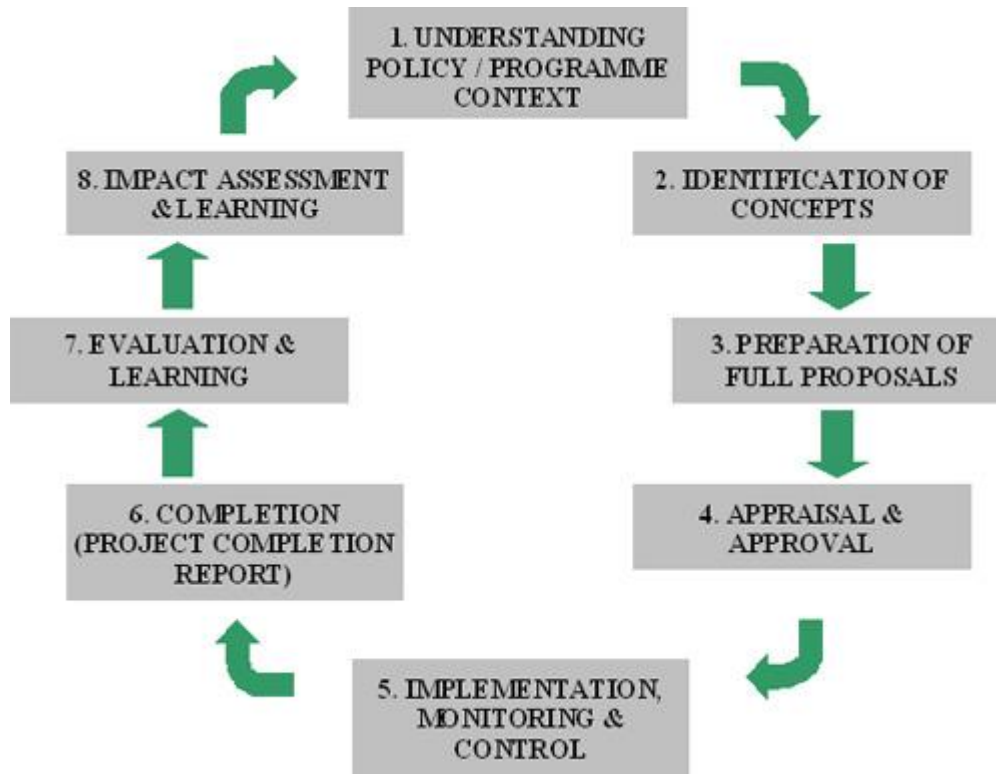 1. UNDERSTANDING
POLICY / PROGRAMME
CONTEXT
2. IDENTIFICATION OF
CONCEPTS
3. PREPARATION OF
FULL PROPOSALS
4. APPRAISAL &
APPROVAL
5. IMPLEMENTATION,
MONITORING &
CONTROL
6. COMPLETION
(PROJECT COMPLETION
REPORT)
7. EVALUATION &
LEARNING
8. IMPACT ASSESSMENT
& LEARNING